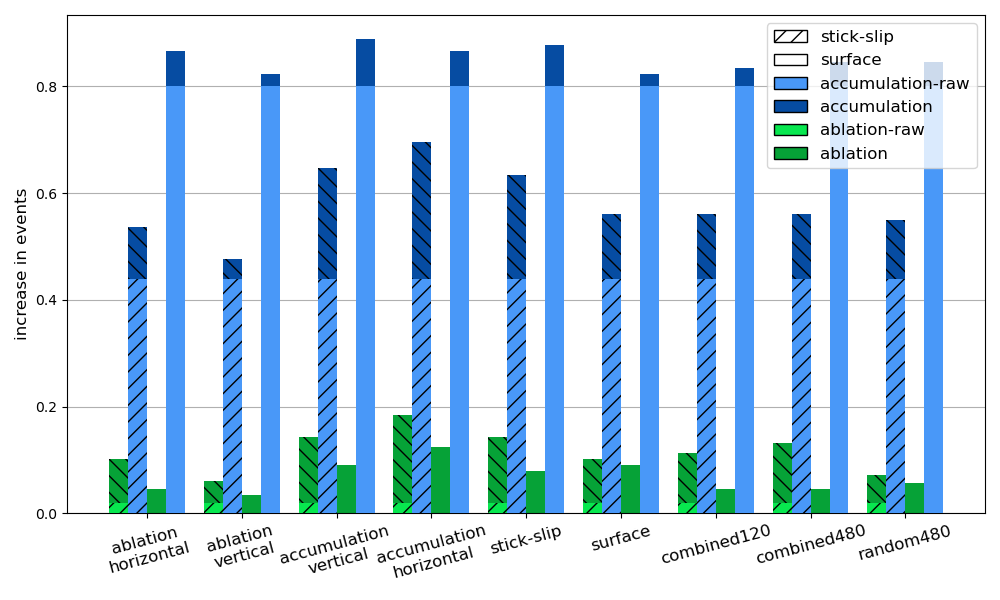 increase in events
0.8
0.6
0.4
0.2
0.0
stick-slip
surface
accumulation-raw
accumulation
ablation-raw
ablation
ablation
horizontal
ablation
vertical
accumulation
vertical
accumulation
horizontal
stick-slip
surface
combined120
combined480
random480